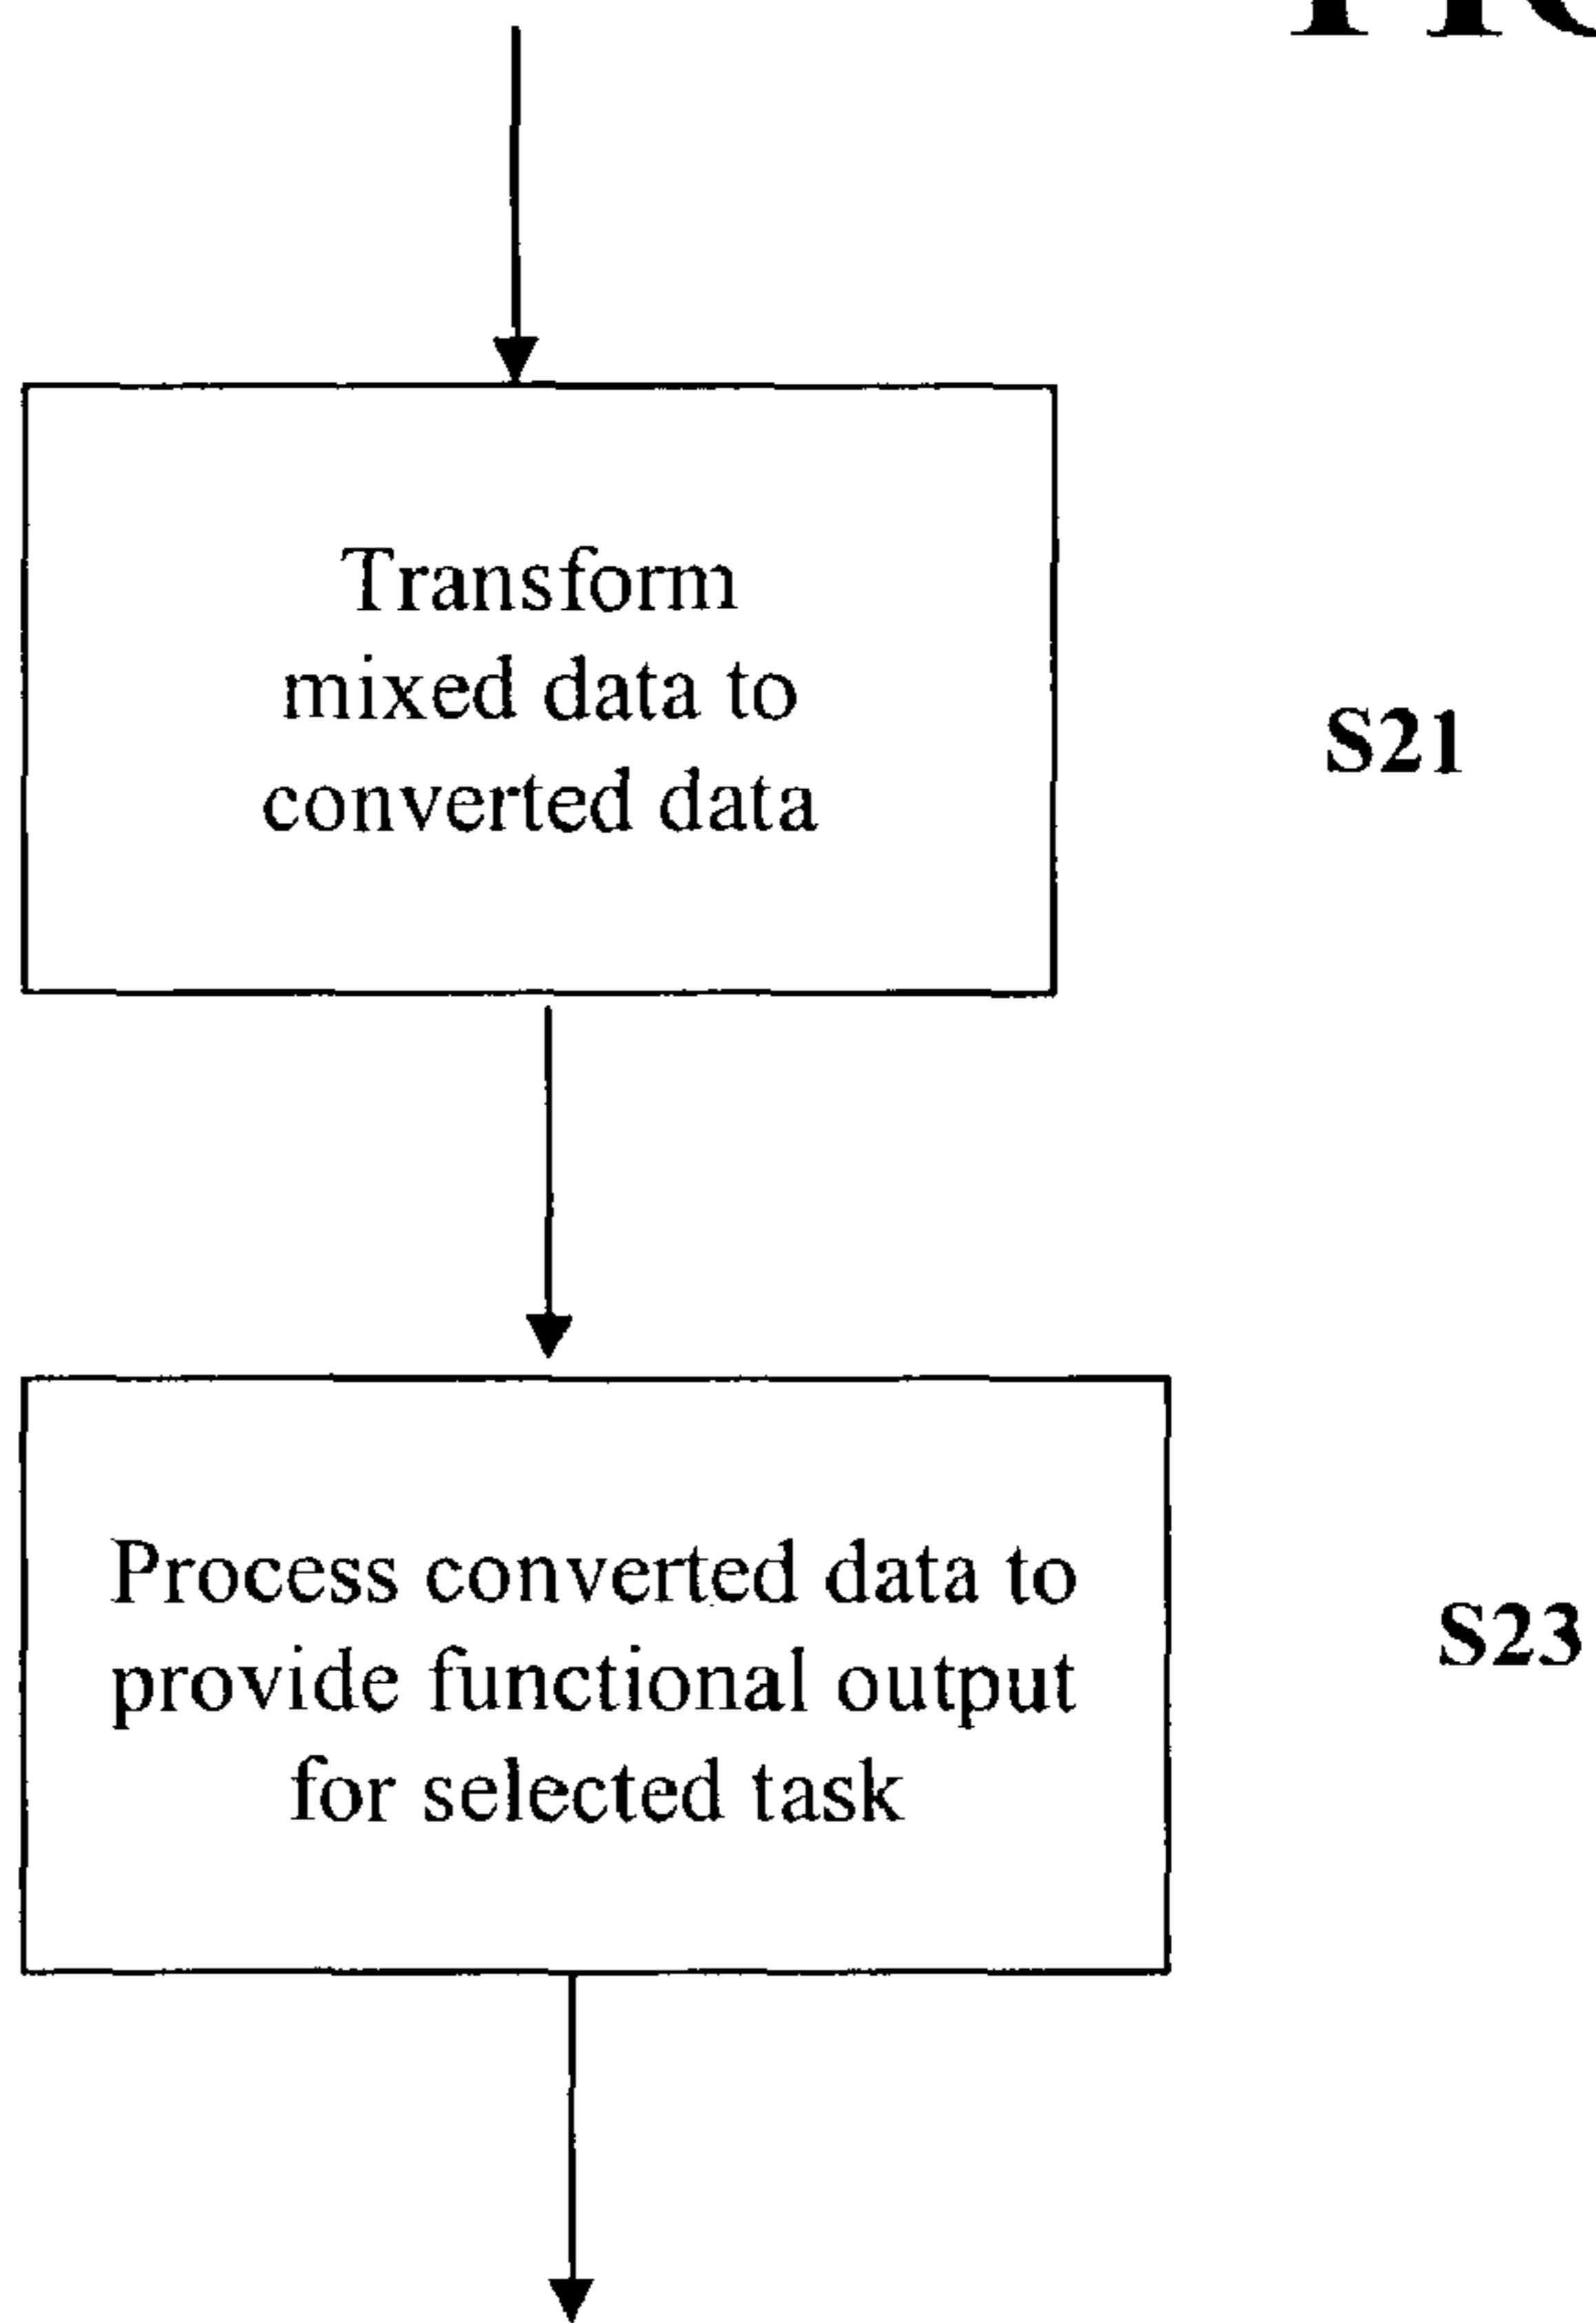 Transform
mixed data to
converted data
S21
Process converted data to
provide functional output
for selected task
S23